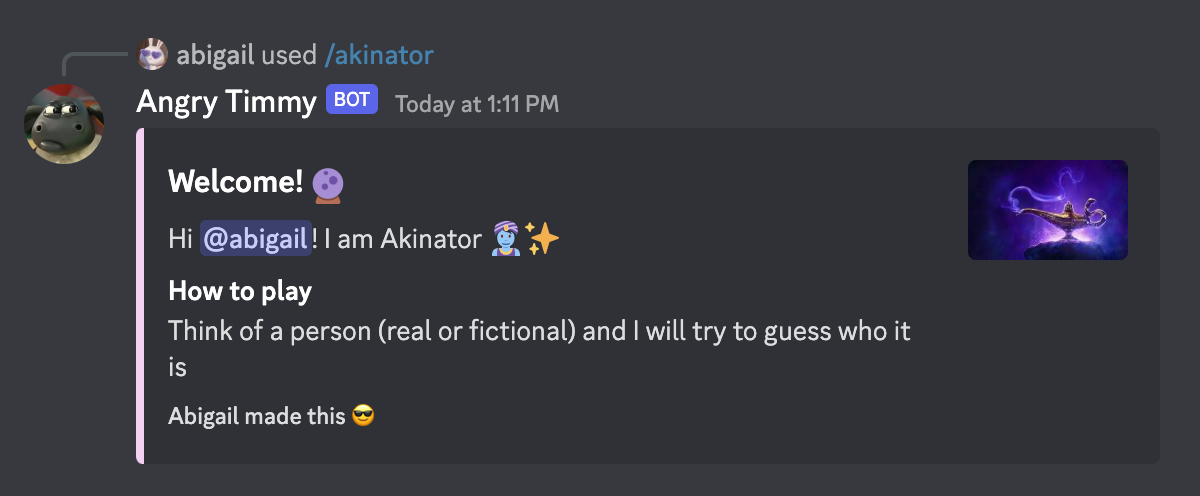 abigail used /akinator
Angry Timmy BOT Today at 1:11 PM
Welcome! 🔮
Hi @abigail! I am Akinator 🧞✨
How to play
Think of a person (real or fictional) and I will try to guess who it
is
Abigail made this 😎